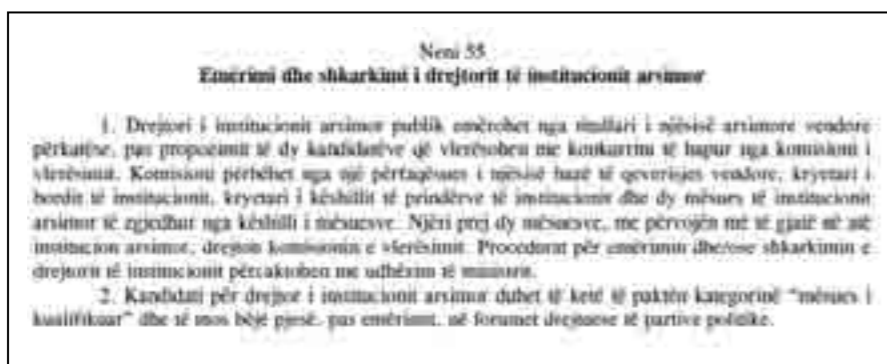 Neni 55
Emërimi dhe shkarkimi i drejtorit të institucionit arsimor
1. Drejtori i institucionit arsimor publik emërohet nga titullari i njësisë arsimore vendore
përkatëse, pas propozimit të dy kandidatëve që vlerësohen me konkurrim të hapur nga komisioni i
vlerësimit. Komisioni përbëhet nga një përfaqësues i njësisë bazë të qeverisjes vendore, kryetari i
bordit të institucionit, kryetari i këshillit të prindërve të institucionit dhe dy mësues të institucionit
arsimor të zgjedhur nga këshilli i mësuesve. Njëri prej dy mësuesve, me përvojën më të gjatë në atë
institucion arsimor, drejton komisionin e vlerësimit. Procedurat për emërimin dhe/ose shkarkimin e
drejtorit të institucionit përcaktohen me udhëzim të ministrit.
2. Kandidati për drejtor i institucionit arsimor duhet të ketë të paktën kategorinë "mësues i
kualifikuar" dhe të mos bëjë pjesë, pas emërimit, në forumet drejtuese të partive politike.